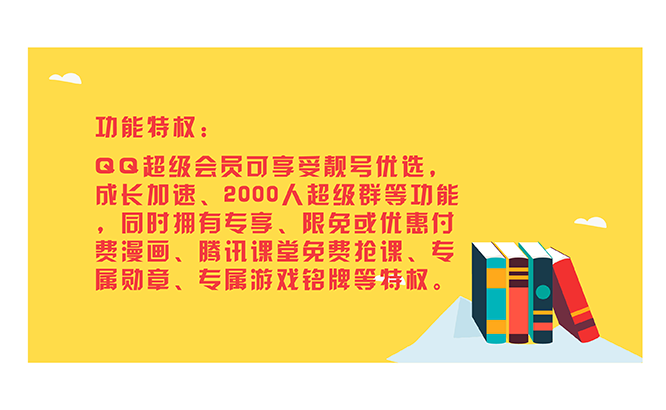 功能特权：
QQ超级会员可享受靓号优选，
成长加速、2000人超级群等功能
，同时拥有专享、限免或优惠付
费漫画、腾讯课堂免费抢课、专
属勋章、专属游戏铭牌等特权。